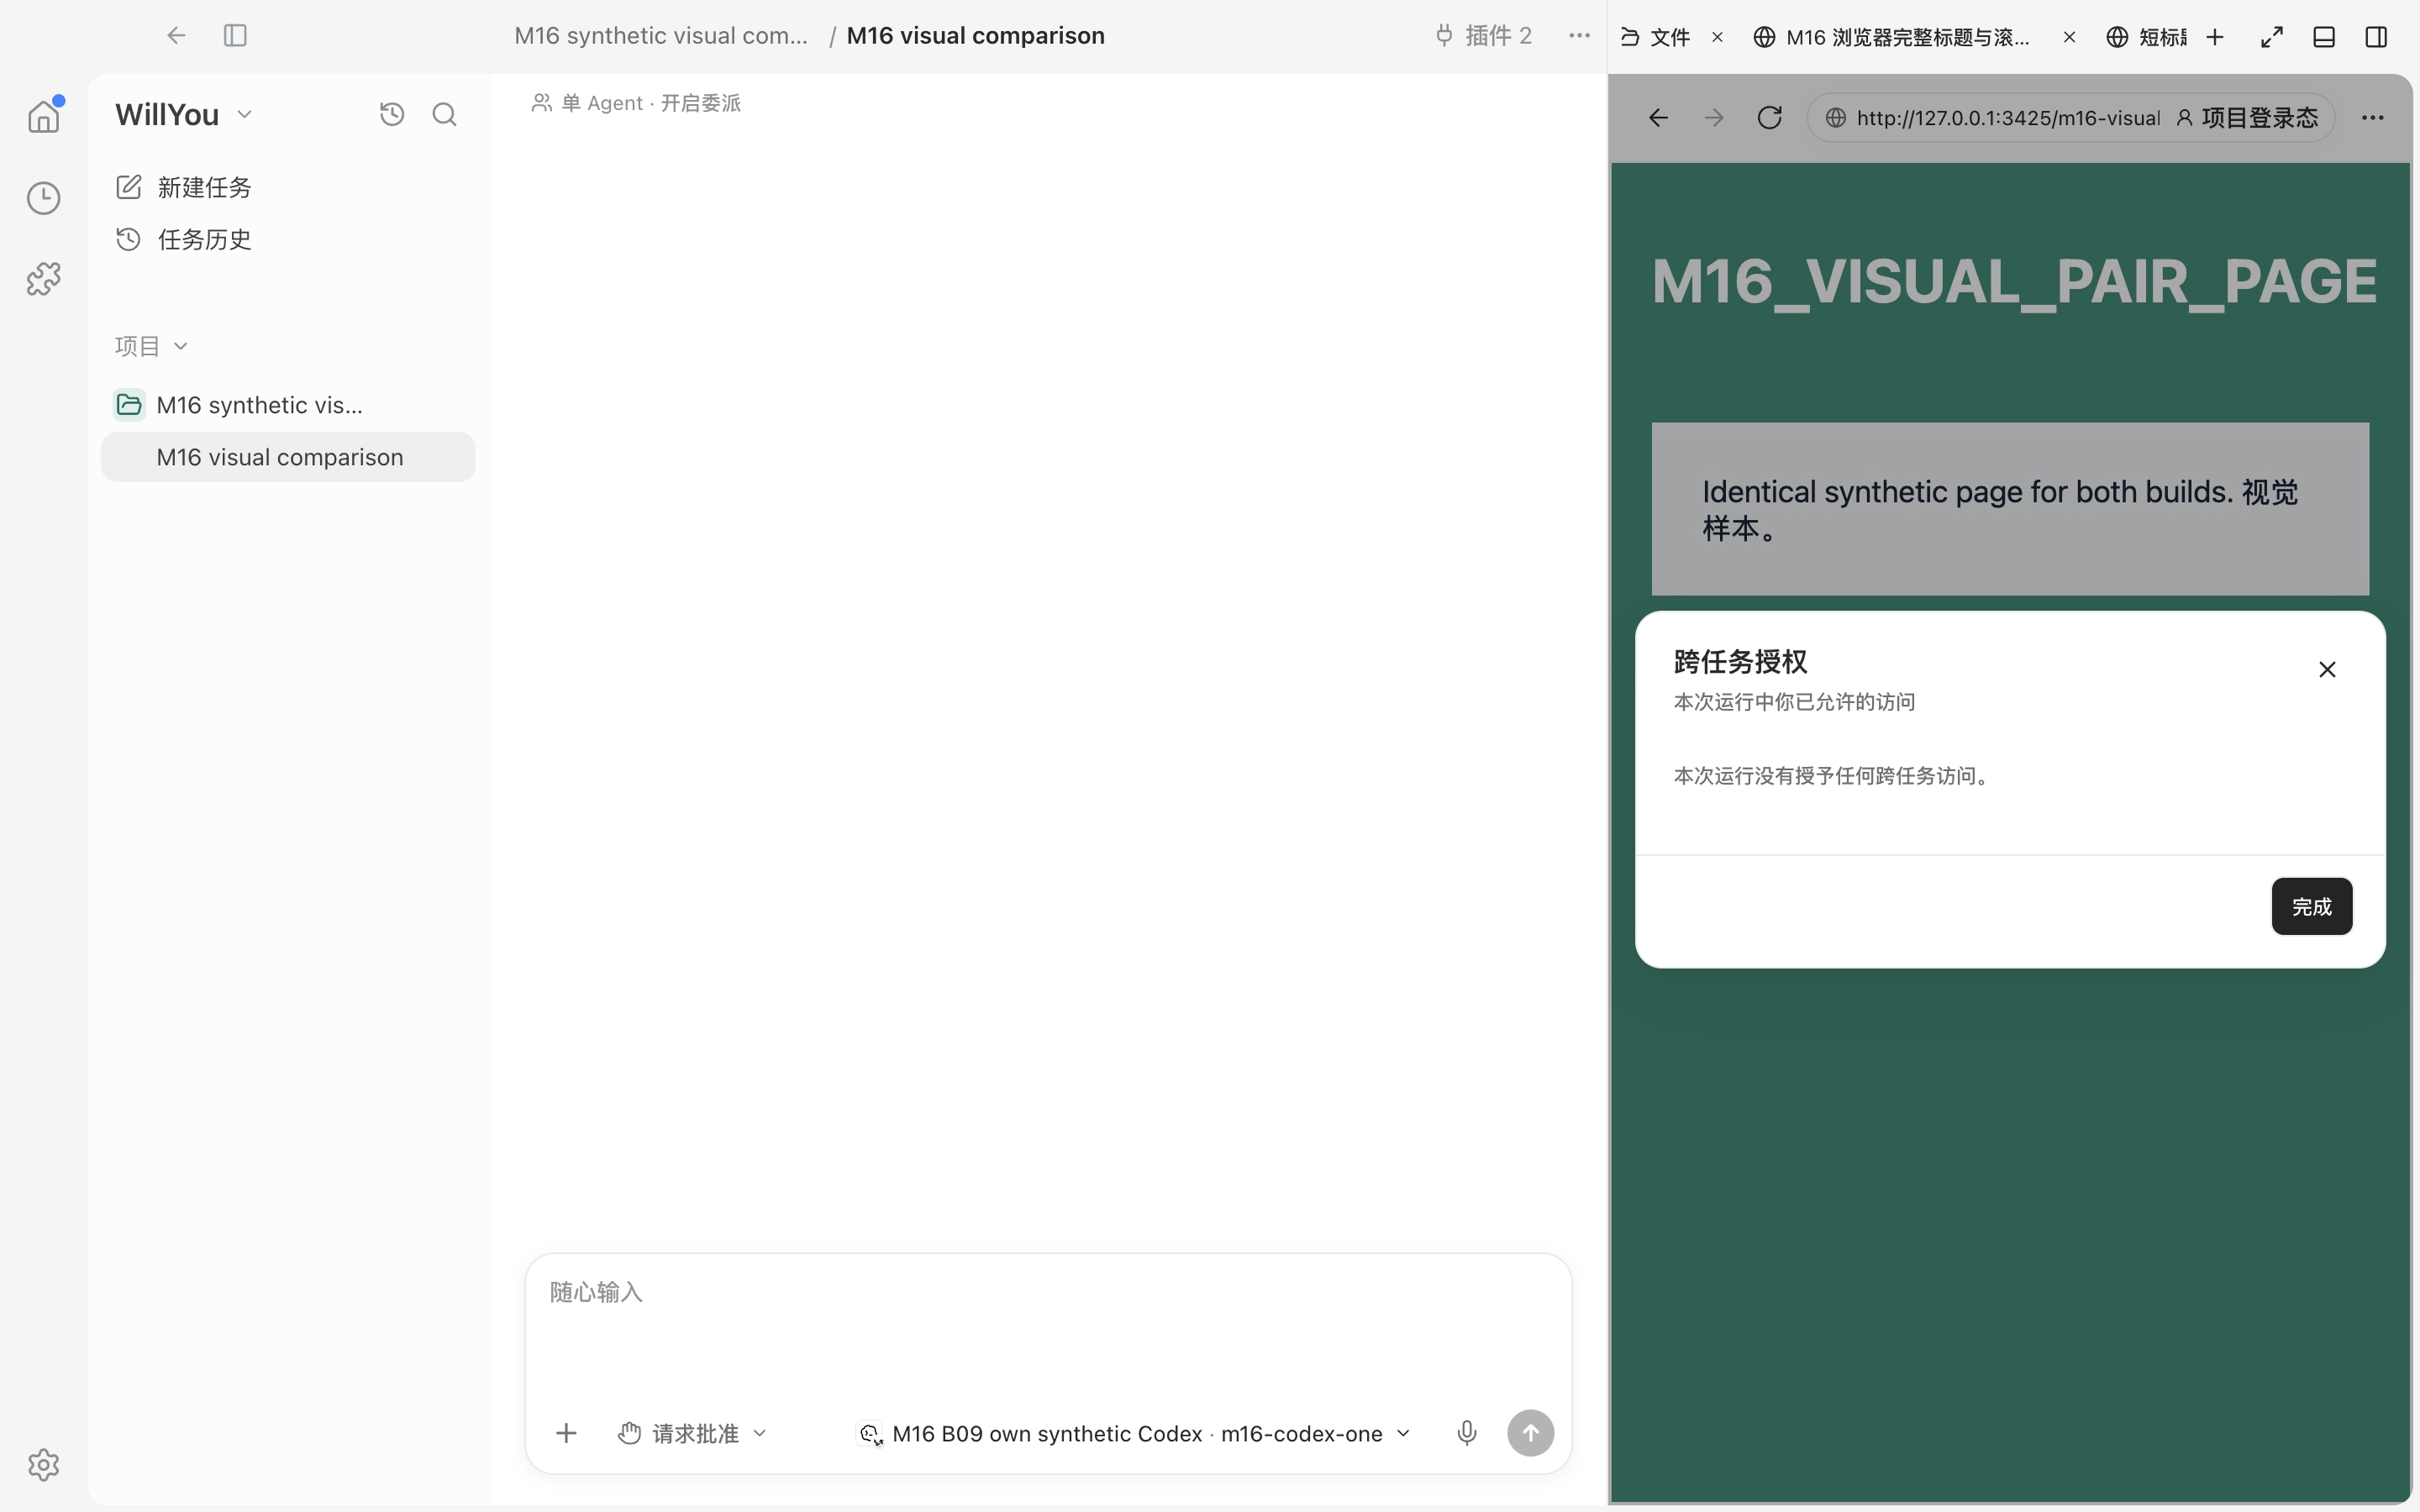 M16 synthetic visual com... / M16 visual comparison
插件 2
文件
M16 浏览器完整标题与滚...
短标
WillYou
新建任务
任务历史
项目
M16 synthetic vis...
M16 visual comparison
单 Agent · 开启委派
随心输入
请求批准
M16 B09 own synthetic Codex · m16-codex-one
http://127.0.0.1:3425/m16-visual
项目登录态
M16_VISUAL_PAIR_PAGE
Identical synthetic page for both builds. 视觉
样本。
跨任务授权
本次运行中你已允许的访问
本次运行没有授予任何跨任务访问。
完成